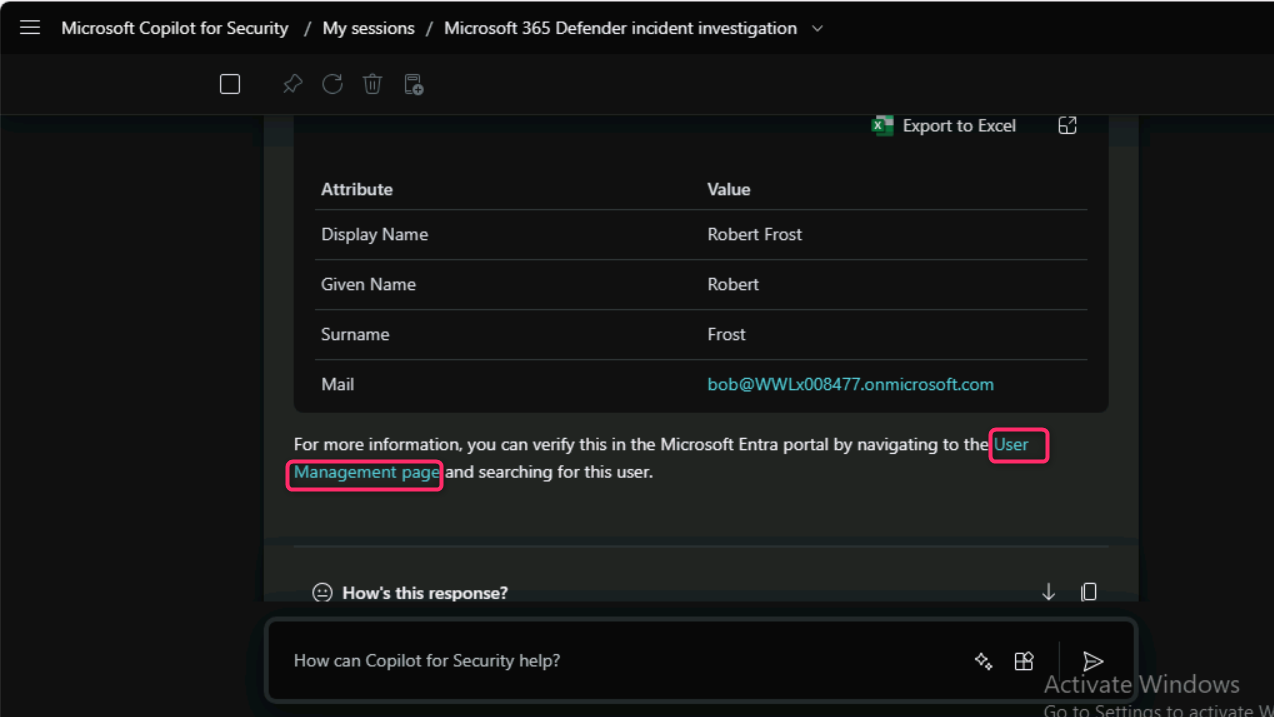 Microsoft Copilot for Security / My sessions / Microsoft 365 Defender incident investigation
Export to Excel
Attribute Value
Display Name Robert Frost
Given Name Robert
Surname Frost
Mail bob@WWLx008477.onmicrosoft.com
For more information, you can verify this in the Microsoft Entra portal by navigating to the User
Management page and searching for this user.
How's this response?
How can Copilot for Security help?
Activate Windows
Go to Settings to activate W